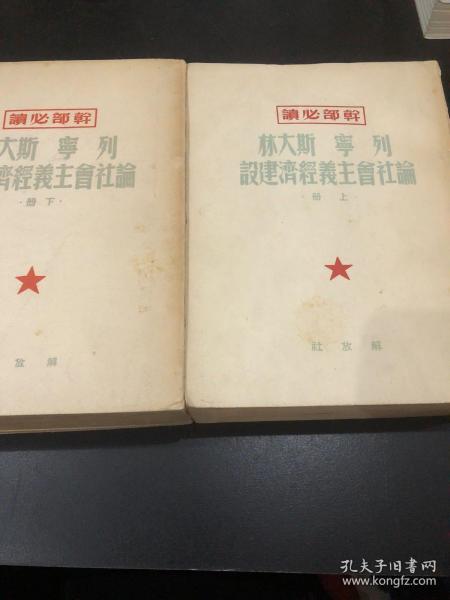 幹部必讀
列寧 斯大林
論社會主義經濟建設
·上册·
解放社
幹部必讀
列寧 斯大
論社會主義經濟
·下册·
解放
孔夫子旧书网
www.kongfz.com